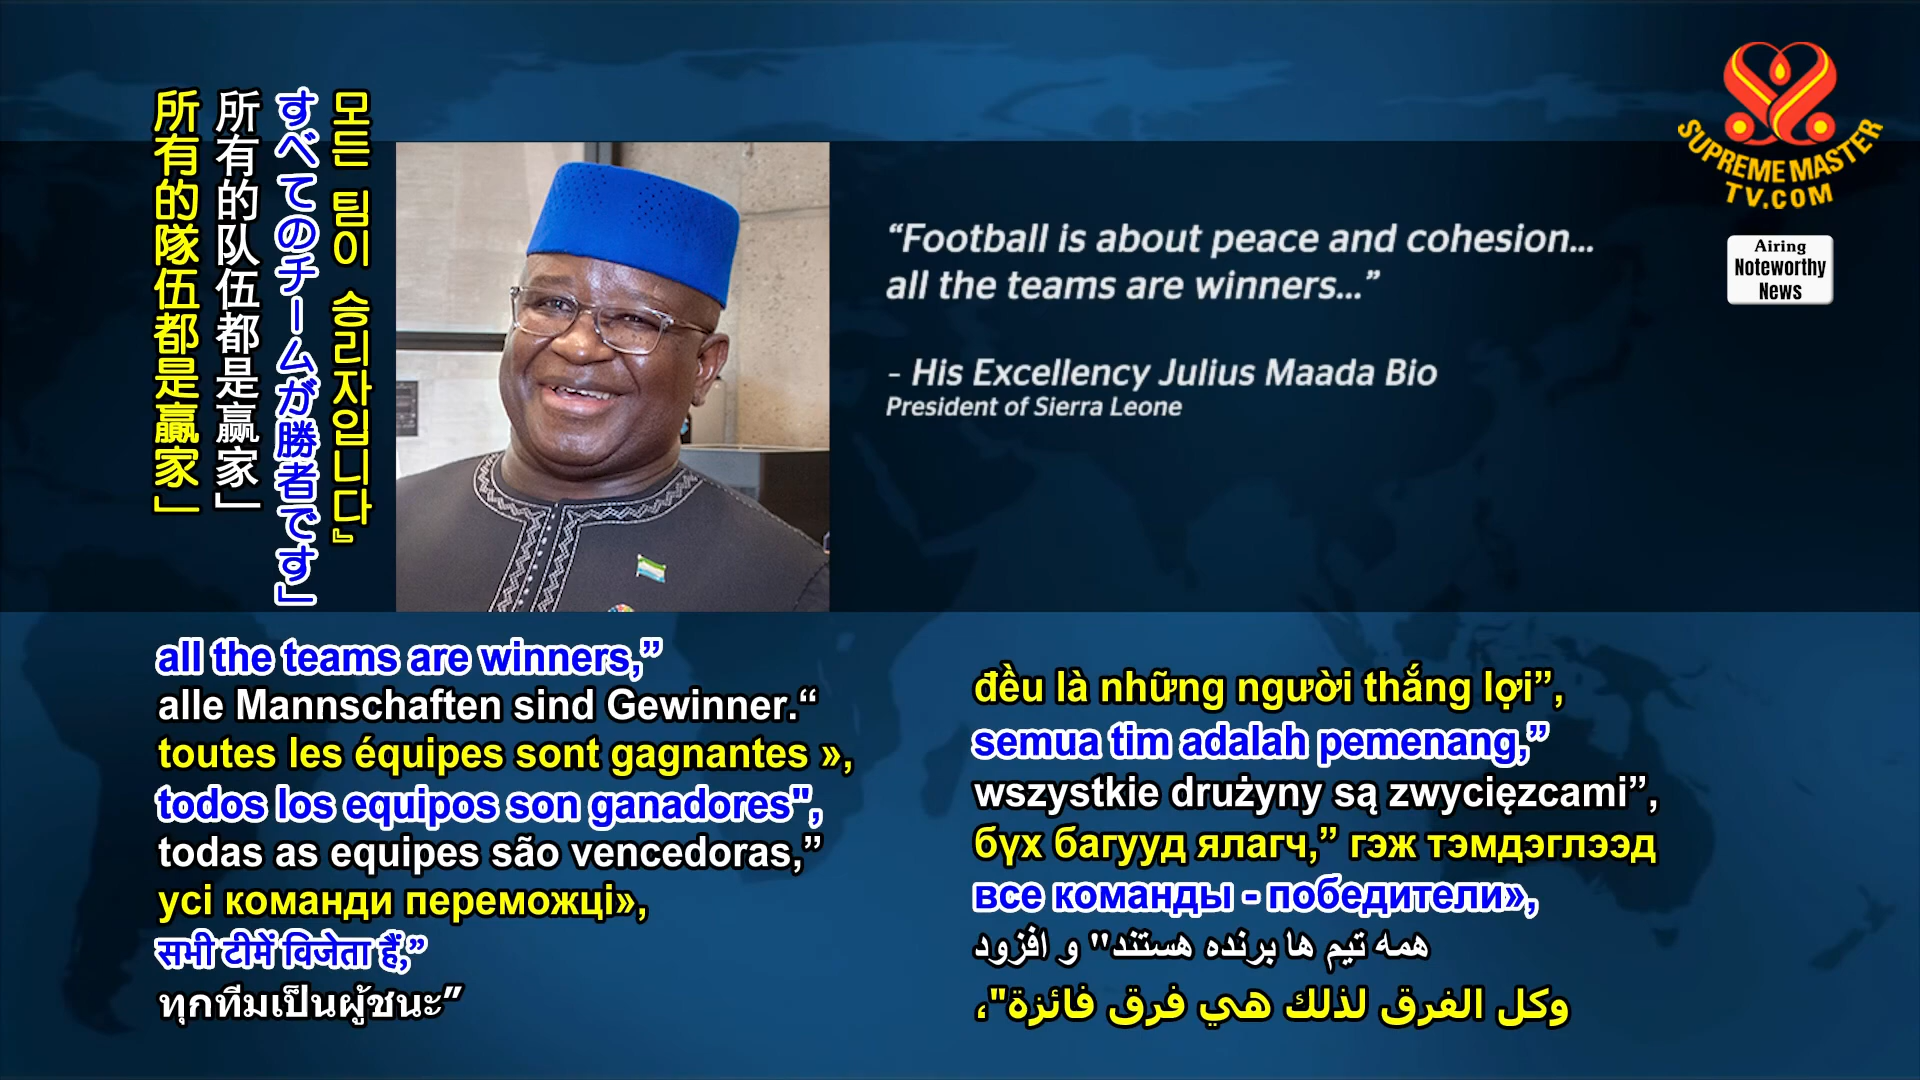 所有的隊伍都是贏家」
所有的队伍都是赢家」
すべてのチームが勝者です」
모든 팀이 승리자입니다』
“Football is about peace and cohesion...
all the teams are winners...”
- His Excellency Julius Maada Bio
President of Sierra Leone
SUPREME MASTER
TV.COM
Airing
Noteworthy
News
all the teams are winners,”
alle Mannschaften sind Gewinner.“
toutes les équipes sont gagnantes »,
todos los equipos son ganadores",
todas as equipes são vencedoras,”
усі команди переможці»,
सभी टीमें विजेता हैं,”
ทุกทีมเป็นผู้ชนะ”
đều là những người thắng lợi”,
semua tim adalah pemenang,”
wszystkie drużyny są zwycięzcami”,
бүх багууд ялагч,” гэж тэмдэглээд
все команды - победители»,
همه تیم ها برنده هستند" و افزود
وكل الفرق لذلك هي فرق فائزة"،